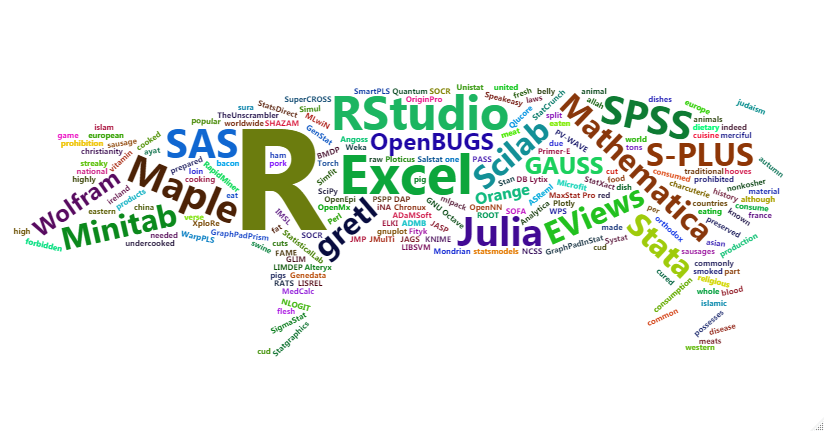 SmartPLS Quantum SOCR Unistat united
SuperCROSS OriginPro Speakeasy fresh belly animal
sura StatsDirect Simul laws StatCrunch allah dishes europe judaism
popular TheUnscrambler MLwiN RStudio Qlucore split SPSS
islam worldwide SHAZAM GenStat meat eaten animals
game european SAS Angoss OpenBUGS Scilab due PV-WAVE world dietary indeed
prohibition sausage cooked Weka Primer-E tons cuisine merciful
christianity ayat ham BMDP raw Ploticus Salstat one PASS Mathematica S-PLUS autumn
streaky vitamin prepared bacon pork Torch Excel GAUSS cut traditional hooves
national loin RapidMiner R Simfit pig Stan DB Lytix food consumed prohibited
highly Wolfram Maple cooking SciPy Microfit StatXact dish charcuterie nonkosher material
ireland products eat OpenEpi PSPP DAP mlpack Orange ASReml history although
eastern china IMSL OpenMx iNA Chronux GNU Octave OpenNN Plotly countries consume
Minitab verse XploRe Perl gretl ADaMSoft ROOT SOFA Analytica WPS EViews per eating france
high needed WarpPLS GraphPadPrism fat ELKI ADMB JASP MaxStat Pro red known
forbidden undercooked swine StatisticalLab SOCR gnuplot Fityk Julia made orthodox preserved
cuts JMP JMulTi JAGS KNIME GraphPadInStat Systat Stata asian
FAME LIBSVM Mondrian statsmodels NCSS cud sausages production
GLIM commonly
LIMDEP Alteryx smoked part
pigs Genedata cured religious
RATS LISREL whole blood
MedCalc consumption
NLOGIT islamic
flesh common possesses
SigmaStat disease
Statgraphics meats
cud western